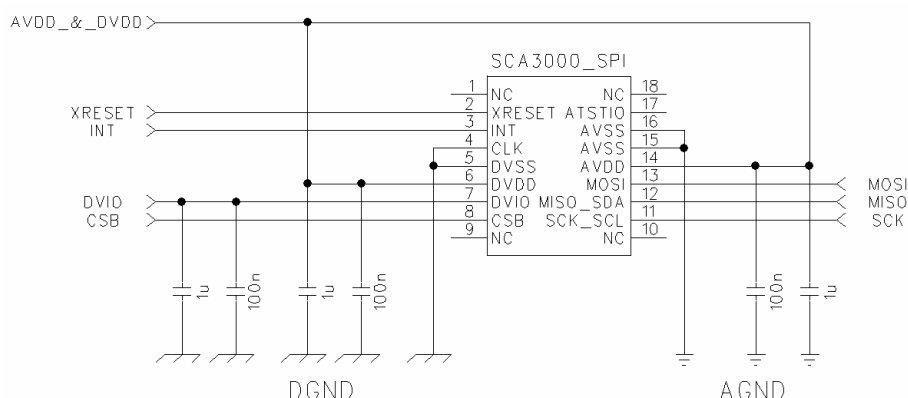 AVDD_&_DVDD
SCA3000_SPI
1 NC NC 18
XRESET 2 XRESET ATSTIO 17
INT 3 INT AVSS 16
4 CLK AVSS 15
5 DVSS AVDD 14
6 DVDD MOSI 13 MOSI
DVIO 7 DVIO MISO_SDA 12 MISO
CSB 8 CSB SCK_SCL 11 SCK
9 NC NC 10
1u 100n 1u 100n 100n 1u
DGND AGND